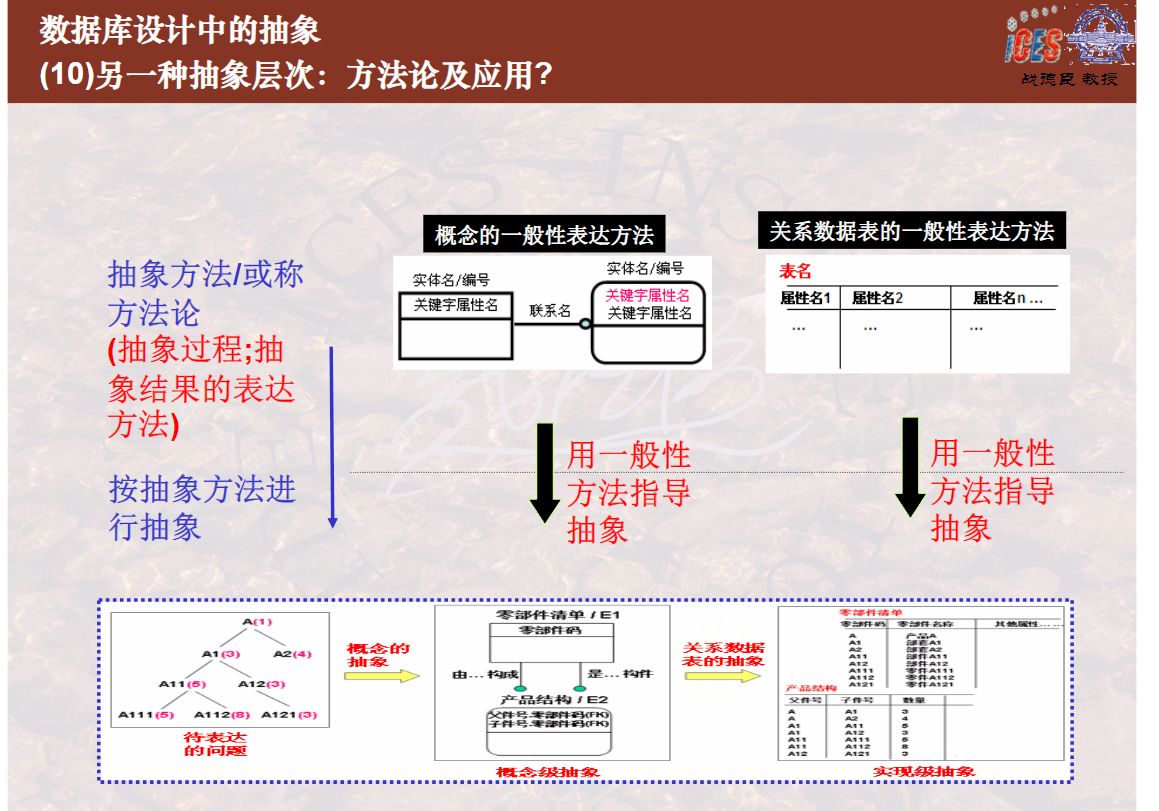 数据库设计中的抽象
(10)另一种抽象层次：方法论及应用?
iCES
战德臣 教授
概念的一般性表达方法
关系数据表的一般性表达方法
抽象方法/或称
方法论
(抽象过程;抽
象结果的表达
方法)
按抽象方法进
行抽象
实体名/编号
关键字属性名
联系名
实体名/编号
关键字属性名
关键字属性名
表名
属性名1 属性名2 属性名n ...
... ... ...
用一般性
方法指导
抽象
用一般性
方法指导
抽象
A(1)
A1(3) A2(4)
A11(5) A12(3)
A111(5) A112(8) A121(3)
待表达
的问题
概念的
抽象
零部件清单 / E1
零部件码
由…构成 是…构件
产品结构 / E2
父件号.零部件码(FK)
子件号.零部件码(FK)
概念级抽象
关系数据
表的抽象
零部件清单
零部件码 零部件名称 其他属性… …
A 产品A
A1 部套A1
A2 部套A2
A11 部件A11
A12 部件A12
A111 零件A111
A112 零件A112
A121 零件A121
产品结构
父件号 子件号 数量
A A1 3
A A2 4
A1 A11 5
A1 A12 3
A11 A111 5
A11 A112 8
A12 A121 3
实现级抽象